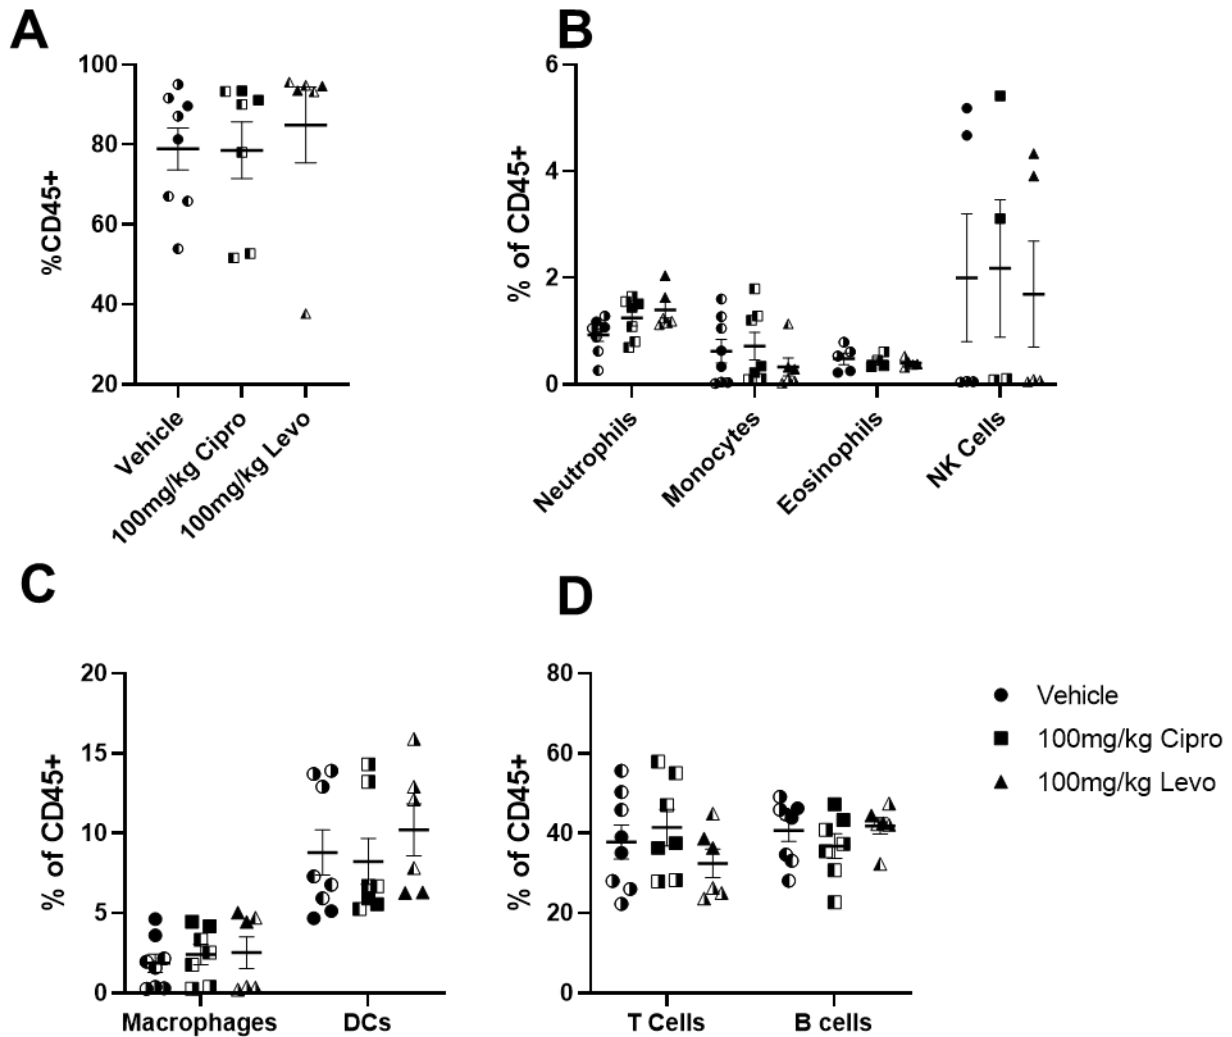 A
100
80
60
40
20
%CD45+
Vehicle
100mg/kg Cipro
100mg/kg Levo
B
6
4
2
0
% of CD45+
Neutrophils
Monocytes
Eosinophils
NK Cells
C
20
15
10
5
0
% of CD45+
Macrophages
DCs
D
80
60
40
20
0
% of CD45+
T Cells
B cells
Vehicle
100mg/kg Cipro
100mg/kg Levo